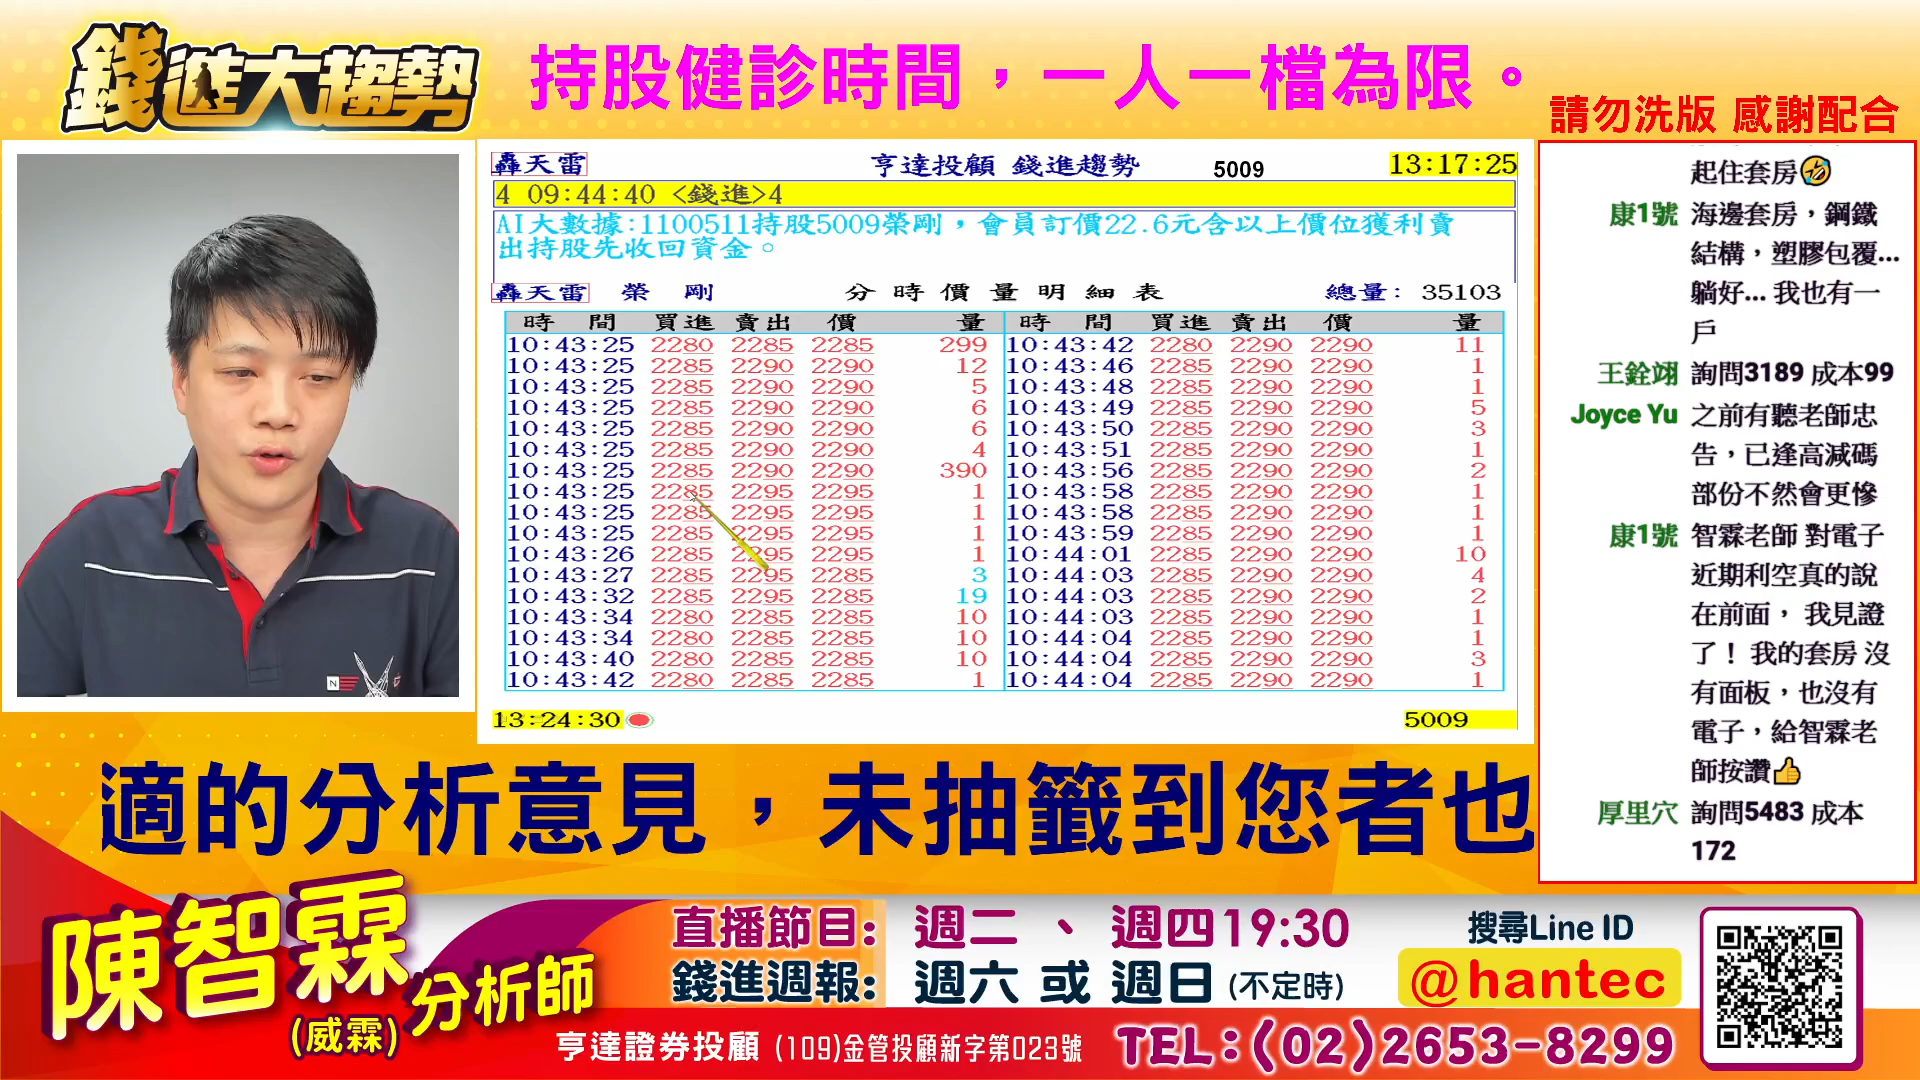 錢進大趨勢
持股健診時間，一人一檔為限。
請勿洗版 感謝配合
轟天雷 亨達投顧 錢進趨勢 5009 13:17:25
4 09:44:40 <錢進>4
AI大數據:1100511持股5009榮剛，會員訂價22.6元含以上價位獲利賣
出持股先收回資金。
轟天雷 榮 剛 分時價量明細表 總量: 35103
時 間 買進 賣出 價 量 時 間 買進 賣出 價 量
10:43:25 2280 2285 2285 299 10:43:42 2280 2290 2290 11
10:43:25 2285 2290 2290 12 10:43:46 2285 2290 2290 1
10:43:25 2285 2290 2290 5 10:43:48 2285 2290 2290 1
10:43:25 2285 2290 2290 6 10:43:49 2285 2290 2290 5
10:43:25 2285 2290 2290 6 10:43:50 2285 2290 2290 3
10:43:25 2285 2290 2290 4 10:43:51 2285 2290 2290 1
10:43:25 2285 2290 2290 390 10:43:56 2285 2290 2290 2
10:43:25 2285 2295 2295 1 10:43:58 2285 2290 2290 1
10:43:25 2285 2295 2295 1 10:43:58 2285 2290 2290 1
10:43:25 2285 2295 2295 1 10:43:59 2285 2290 2290 1
10:43:26 2285 2295 2295 1 10:44:01 2285 2290 2290 10
10:43:27 2285 2295 2285 3 10:44:03 2285 2290 2290 4
10:43:32 2285 2295 2285 19 10:44:03 2285 2290 2290 2
10:43:34 2280 2285 2285 10 10:44:03 2285 2290 2290 1
10:43:34 2280 2285 2285 10 10:44:04 2285 2290 2290 1
10:43:40 2280 2285 2285 10 10:44:04 2285 2290 2290 3
10:43:42 2280 2285 2285 1 10:44:04 2285 2290 2290 1
13:24:30 5009
起住套房🤣
康1號 海邊套房，鋼鐵
結構，塑膠包覆...
躺好... 我也有一
戶
王銓翊 詢問3189 成本99
Joyce Yu 之前有聽老師忠
告，已逢高減碼
部份不然會更慘
康1號 智霖老師 對電子
近期利空真的說
在前面， 我見證
了！ 我的套房 沒
有面板，也沒有
電子，給智霖老
師按讚👍
厚里穴 詢問5483 成本
172
適的分析意見，未抽籤到您者也
陳智霖
(威霖)
分析師
直播節目: 週二 、 週四19:30
錢進週報: 週六 或 週日 (不定時)
亨達證券投顧 (109)金管投顧新字第023號
TEL:(02)2653-8299
搜尋Line ID
@hantec
N